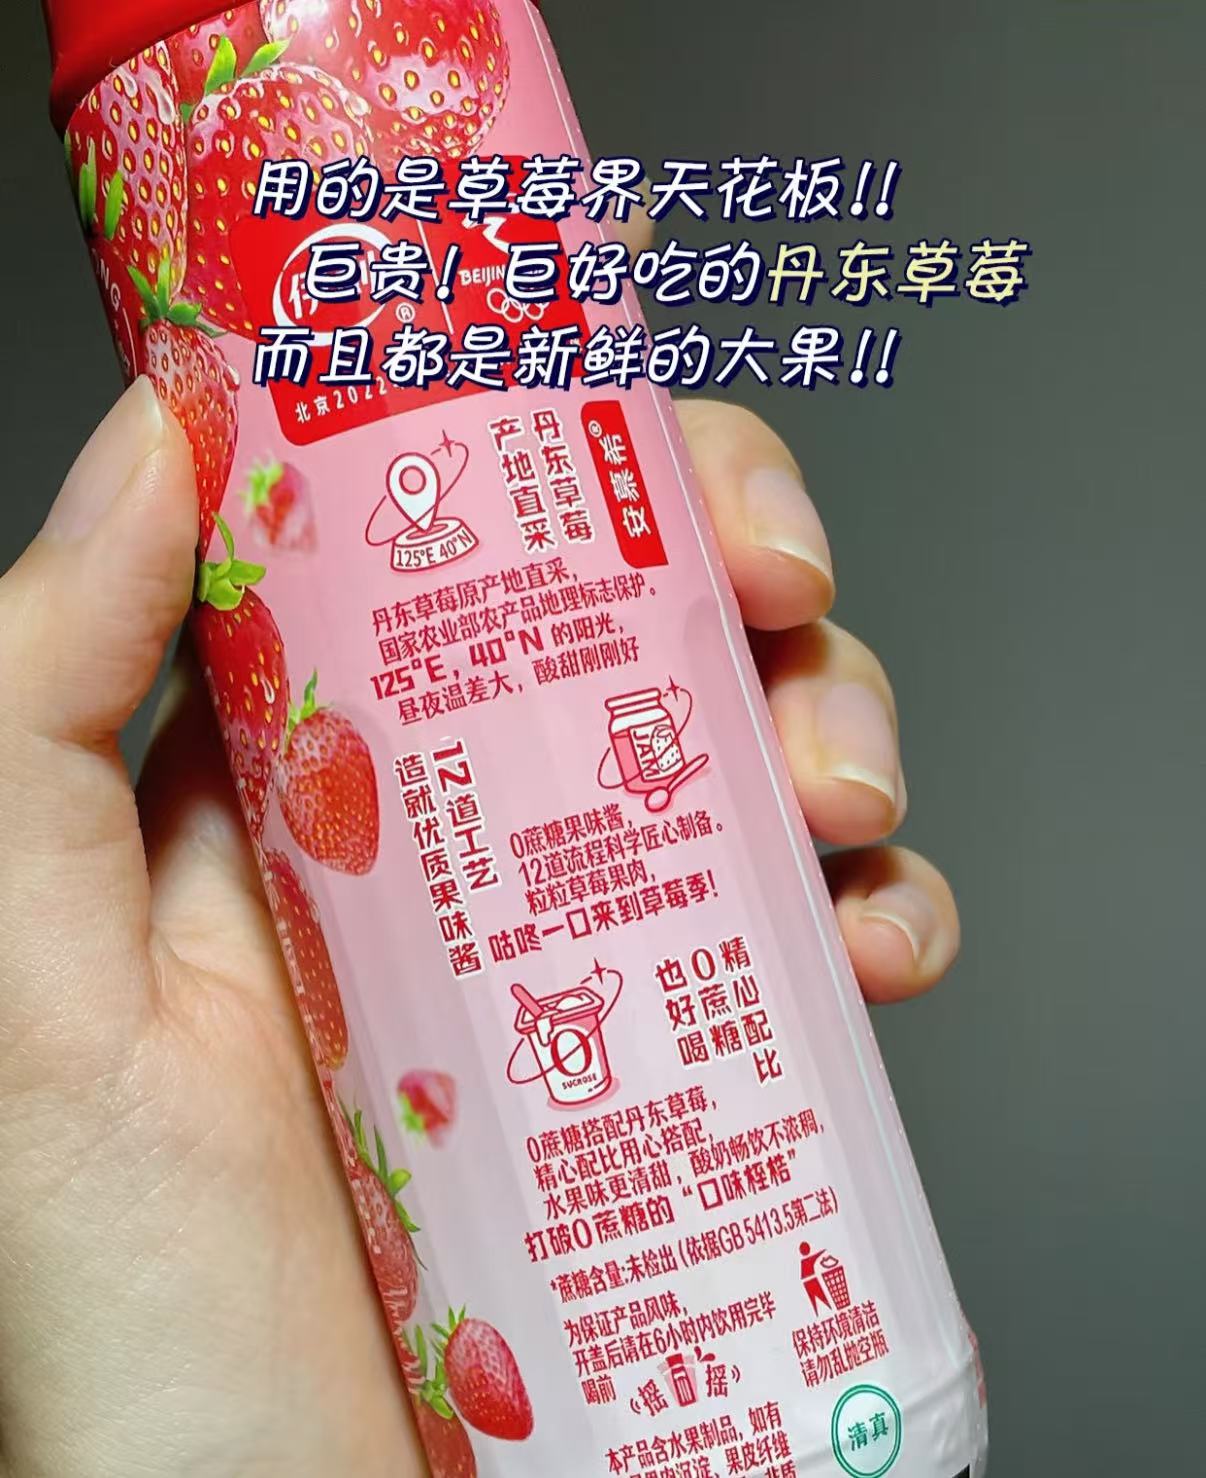 用的是草莓界天花板!!
巨贵！巨好吃的丹东草莓
而且都是新鲜的大果!!
伊
®
BEIJING
北京2022
安慕希®
丹东草莓
产地直采
125°E 40°N
丹东草莓原产地直采，
国家农业部农产品地理标志保护。
125°E，40°N 的阳光，
昼夜温差大，酸甜刚刚好
12道工艺
造就优质果味酱
JAM
0蔗糖果味酱，
12道流程科学匠心制备。
粒粒草莓果肉，
咕咚一口来到草莓季！
精心配比
0蔗糖
也好喝
0
SUCROSE
0蔗糖搭配丹东草莓，
精心配比用心搭配，
水果味更清甜，酸奶畅饮不浓稠，
打破0蔗糖的“口味桎梏”
*蔗糖含量:未检出(依据GB 5413.5第二法)
为保证产品风味，
开盖后请在6小时内饮用完毕
喝前《摇 摇》
保持环境清洁
请勿乱抛空瓶
清真
本产品含水果制品，如有
沉淀、果皮纤维